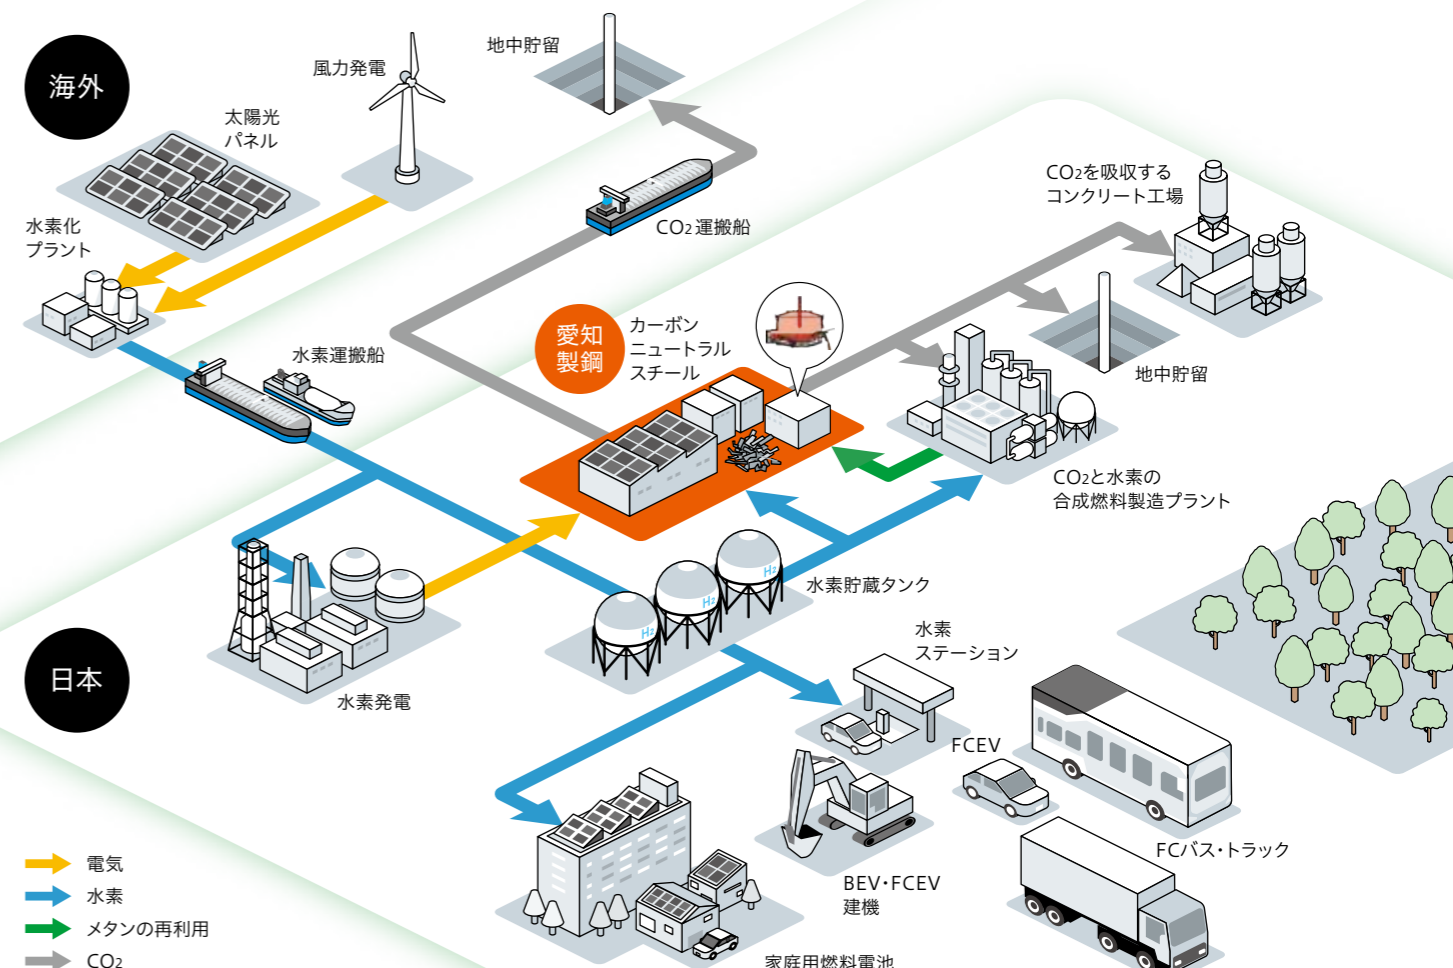 海外
風力発電
地中貯留
太陽光
パネル
水素化
プラント
CO2運搬船
CO2を吸収する
コンクリート工場
水素運搬船
愛知
製鋼
カーボン
ニュートラル
スチール
地中貯留
CO2と水素の
合成燃料製造プラント
H2
H2
H2
水素貯蔵タンク
水素
ステーション
日本
水素発電
FCEV
FCバス・トラック
BEV・FCEV
建機
家庭用燃料電池
電気
水素
メタンの再利用
CO2